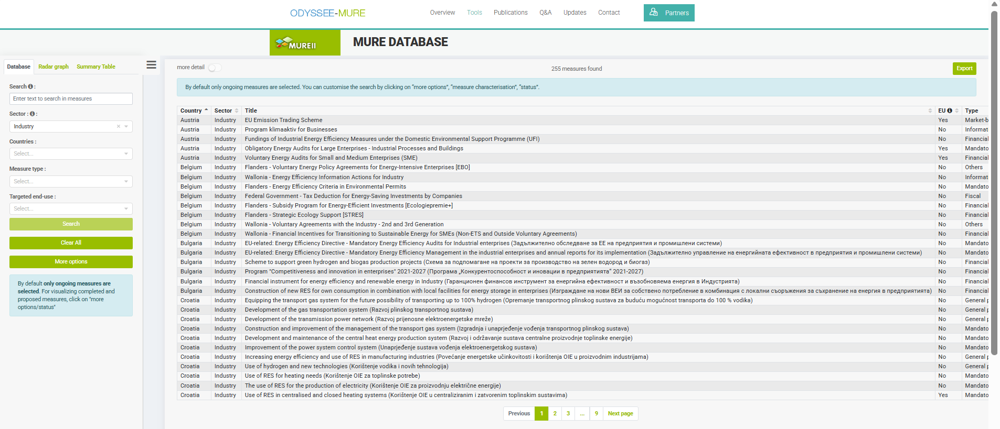 ODYSSEE-MURE
Overview Tools Publications Q&A Updates Contact Partners
MUREII
MURE DATABASE
Database Radar graph Summary Table
Search :
Enter text to search in measures
Sector : :
Industry
Countries :
Select...
Measure type :
Select...
Targeted end-use :
Select...
Search
Clear All
More options
By default only ongoing measures are
selected. For visualizing completed and
proposed measures, click on "more
options/status"
more detail
255 measures found
Export
By default only ongoing measures are selected. You can customise the search by clicking on "more options", "measure characterisation", "status".
Country Sector Title EU Type
Austria Industry EU Emission Trading Scheme Yes Market-b
Austria Industry Program klimaaktiv for Businesses No Informat
Austria Industry Fundings of Industrial Energy Efficiency Measures under the Domestic Environmental Support Programme (UFI) No Financial
Austria Industry Obligatory Energy Audits for Large Enterprises - Industrial Processes and Buildings Yes Mandato
Austria Industry Voluntary Energy Audits for Small and Medium Enterprises (SME) Yes Financial
Belgium Industry Flanders - Voluntary Energy Policy Agreements for Energy-Intensive Enterprises [EBO] No Others
Belgium Industry Wallonia - Energy Efficiency Information Actions for Industry No Informat
Belgium Industry Flanders - Energy Efficiency Criteria in Environmental Permits No Mandato
Belgium Industry Federal Government - Tax Deduction for Energy-Saving Investments by Companies No Fiscal
Belgium Industry Flanders - Subsidy Program for Energy-Efficient Investments [Ecologiepremie+] No Financial
Belgium Industry Flanders - Strategic Ecology Support [STRES] No Financial
Belgium Industry Wallonia - Voluntary Agreements with the Industry - 2nd and 3rd Generation No Others
Belgium Industry Wallonia - Financial Incentives for Transitioning to Sustainable Energy for SMEs (Non-ETS and Outside Voluntary Agreements) No Financial
Bulgaria Industry EU-related: Energy Efficiency Directive - Mandatory Energy Efficiency Audits for Industrial enterprises (Задължително обследване за ЕЕ на предприятия и промишлени системи) No Mandato
Bulgaria Industry EU-related: Energy Efficiency Directive - Mandatory Energy Efficiency Management in the industrial enterprises and annual reports for its implementation (Задължително управление на енергийната ефективност в предприятия и промишлени системи) No Mandato
Bulgaria Industry Scheme to support green hydrogen and biogas production projects (Схема за подпомагане на проекти за производство на зелен водород и биогаз) No Financial
Bulgaria Industry Program "Competitiveness and innovation in enterprises" 2021-2027 (Програма „Конкурентоспособност и иновации в предприятията“ 2021-2027) No Financial
Bulgaria Industry Financial instrument for energy efficiency and renewable energy in Industry (Гаранционен финансов инструмент за енергийна ефективност и възобновяема енергия в Индустрията) No Financial
Bulgaria Industry Construction of new RES for own consumption in combination with local facilities for energy storage in enterprises (Изграждане на нови ВЕИ за собствено потребление в комбинация с локални съоръжения за съхранение на енергия в предприятията) No Financial
Croatia Industry Equipping the transport gas system for the future possibility of transporting up to 100% hydrogen (Opremanje transportnog plinskog sustava za buduću mogućnost transporta do 100 % vodika) No General p
Croatia Industry Development of the gas transportation system (Razvoj plinskog transportnog sustava) No General p
Croatia Industry Development of the transmission power network (Razvoj prijenosne elektroenergetske mreže) No General p
Croatia Industry Construction and improvement of the management of the transport gas system (Izgradnja i unaprjeđenje vođenja transportnog plinskog sustava) No Mandato
Croatia Industry Development and maintenance of the central heat energy production system (Razvoj i održavanje sustava centralne proizvodnje toplinske energije) No Mandato
Croatia Industry Improvement of the power system control system (Unaprjeđenje sustava vođenja elektroenergetskog sustava) No Mandato
Croatia Industry Increasing energy efficiency and use of RES in manufacturing industries (Povećanje energetske učinkovitosti i korištenja OIE u proizvodnim industrijama) No General p
Croatia Industry Use of hydrogen and new technologies (Korištenje vodika i novih tehnologija) No General p
Croatia Industry Use of RES for heating needs (Korištenje OIE za toplinske potrebe) No Mandato
Croatia Industry The use of RES for the production of electricity (Korištenje OIE za proizvodnju električne energije) No Mandato
Croatia Industry Use of RES in centralised and closed heating systems (Korištenje OIE u centraliziranim i zatvorenim toplinskim sustavima) Yes Mandato
Previous 1 2 3 ... 9 Next page